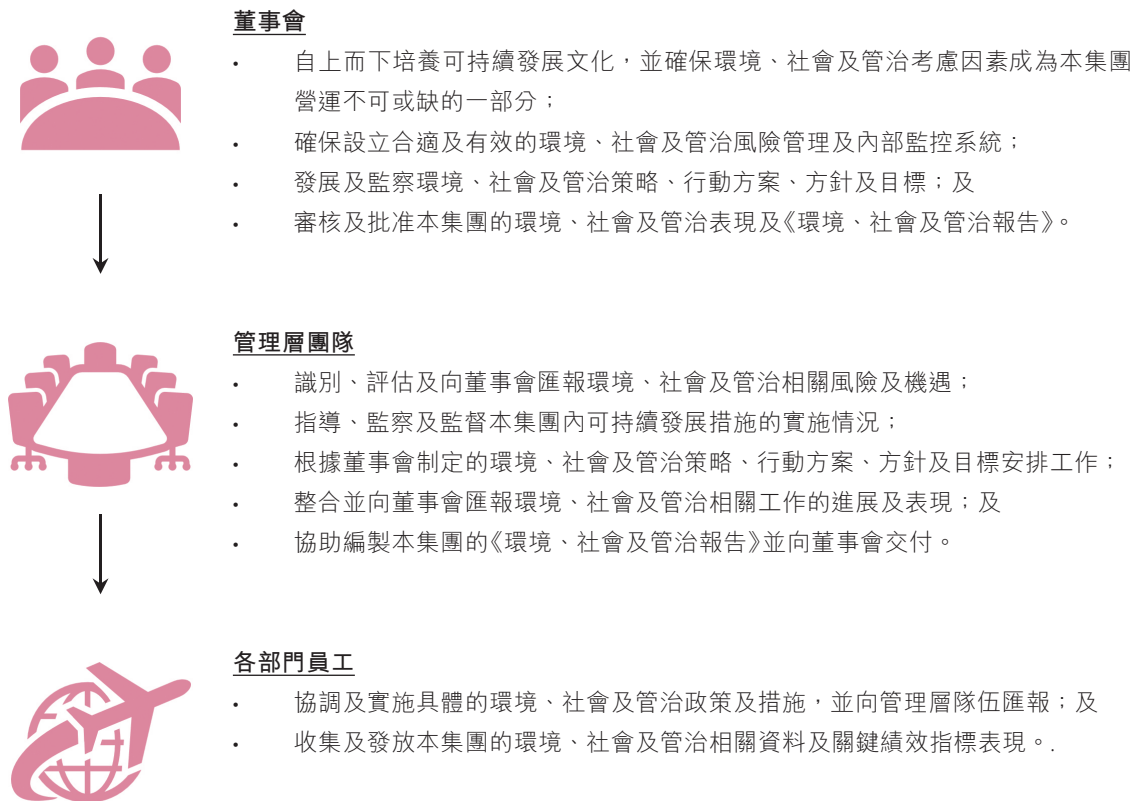 董事會
• 自上而下培養可持續發展文化，並確保環境、社會及管治考慮因素成為本集團
營運不可或缺的一部分；
• 確保設立合適及有效的環境、社會及管治風險管理及內部監控系統；
• 發展及監察環境、社會及管治策略、行動方案、方針及目標；及
• 審核及批准本集團的環境、社會及管治表現及《環境、社會及管治報告》。
管理層團隊
• 識別、評估及向董事會匯報環境、社會及管治相關風險及機遇；
• 指導、監察及監督本集團內可持續發展措施的實施情況；
• 根據董事會制定的環境、社會及管治策略、行動方案、方針及目標安排工作；
• 整合並向董事會匯報環境、社會及管治相關工作的進展及表現；及
• 協助編製本集團的《環境、社會及管治報告》並向董事會交付。
各部門員工
• 協調及實施具體的環境、社會及管治政策及措施，並向管理層隊伍匯報；及
• 收集及發放本集團的環境、社會及管治相關資料及關鍵績效指標表現。.